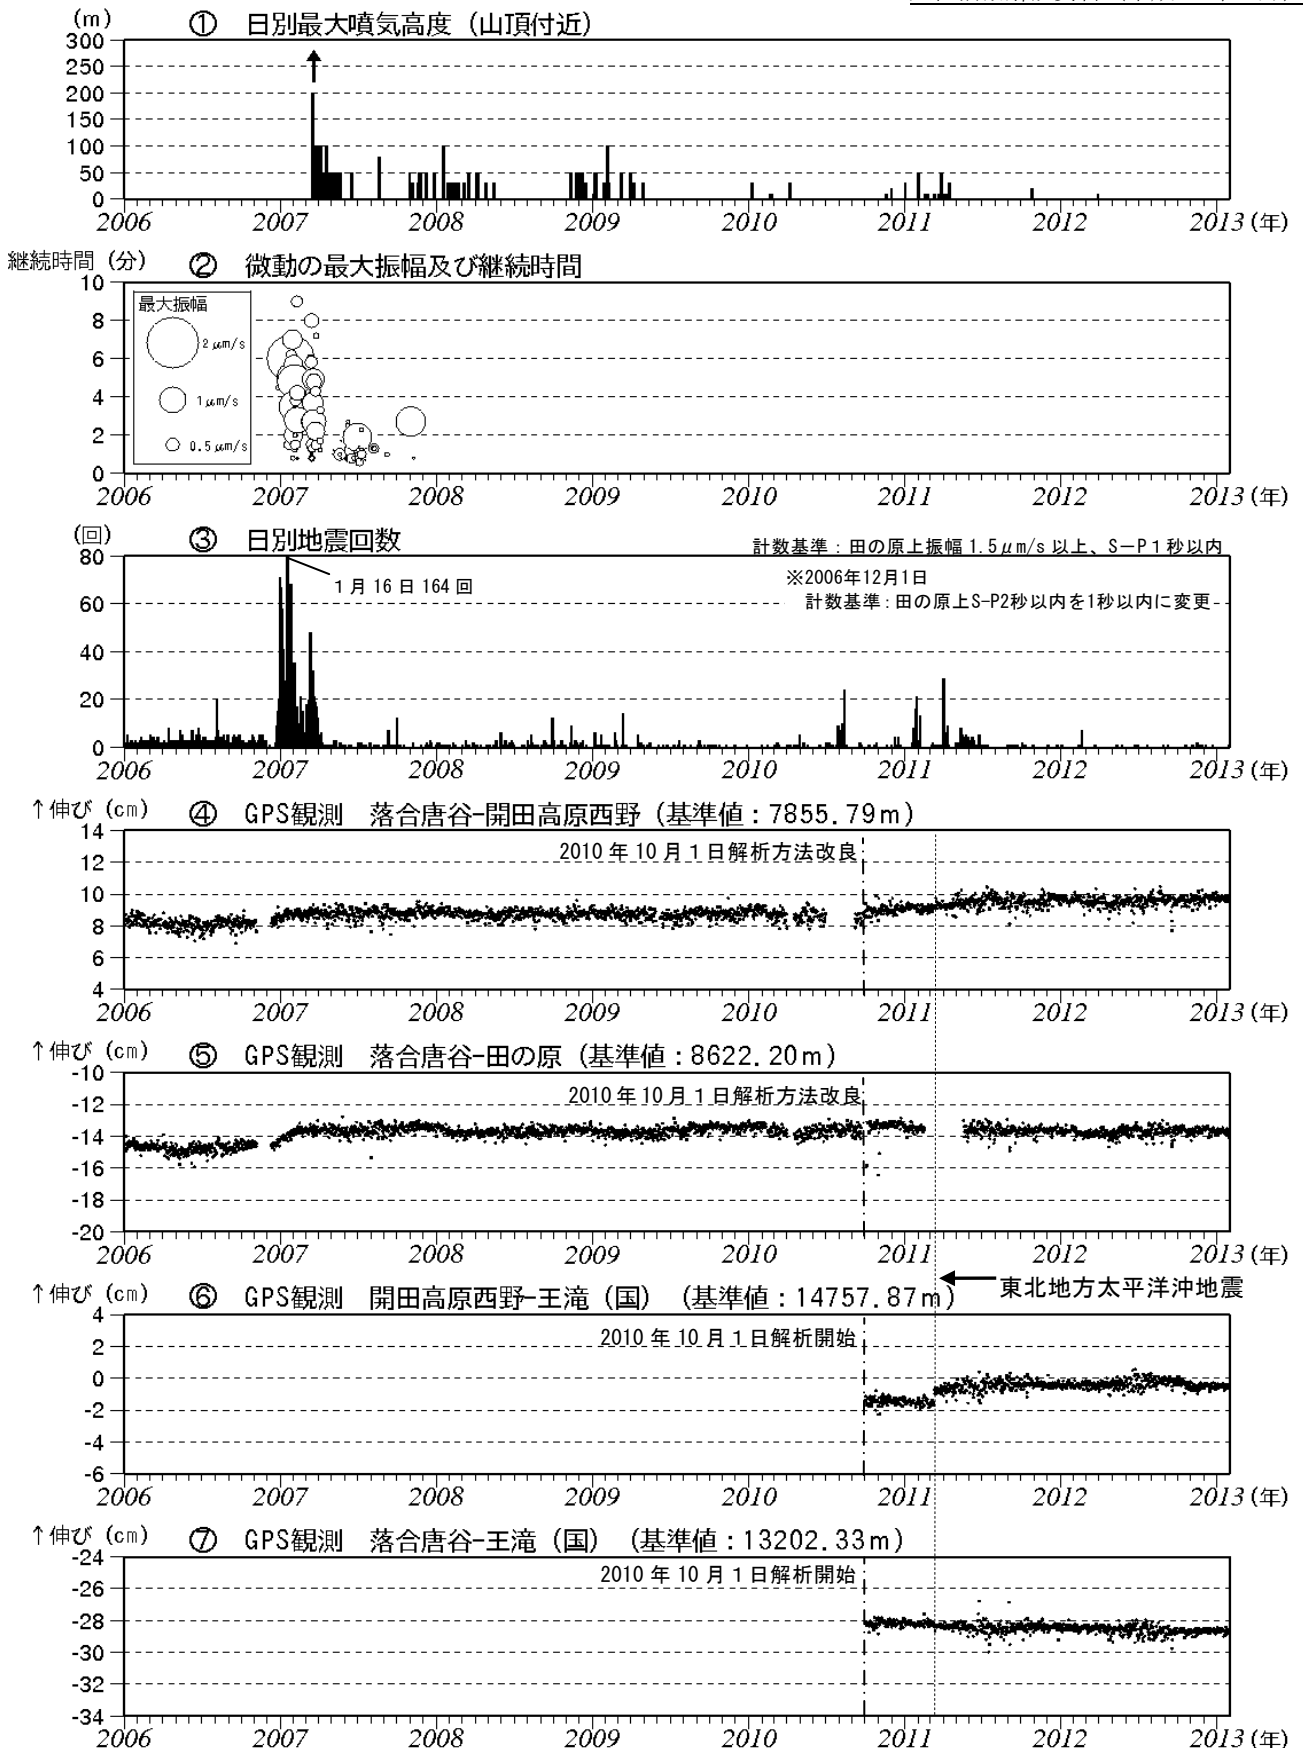 (m) ① 日別最大噴気高度（山頂付近）
300
250
200
150
100
50
0
2006 2007 2008 2009 2010 2011 2012 2013 (年)
継続時間（分） ② 微動の最大振幅及び継続時間
10
8
6
4
2
0
最大振幅
2μm/s
1μm/s
0.5μm/s
2006 2007 2008 2009 2010 2011 2012 2013 (年)
(回) ③ 日別地震回数
計数基準：田の原上振幅 1.5μm/s 以上、S－P１秒以内
※2006年12月1日
計数基準：田の原上S-P2秒以内を1秒以内に変更
1月16日 164 回
80
60
40
20
0
2006 2007 2008 2009 2010 2011 2012 2013 (年)
↑伸び (cm) ④ GPS観測 落合唐谷-開田高原西野（基準値：7855.79m）
2010年10月1日解析方法改良
14
12
10
8
6
4
2006 2007 2008 2009 2010 2011 2012 2013 (年)
↑伸び (cm) ⑤ GPS観測 落合唐谷-田の原（基準値：8622.20m）
2010年10月1日解析方法改良
-10
-12
-14
-16
-18
-20
2006 2007 2008 2009 2010 2011 2012 2013 (年)
東北地方太平洋沖地震
↑伸び (cm) ⑥ GPS観測 開田高原西野-王滝（国）（基準値：14757.87m）
2010年10月1日解析開始
4
2
0
-2
-4
-6
2006 2007 2008 2009 2010 2011 2012 2013 (年)
↑伸び (cm) ⑦ GPS観測 落合唐谷-王滝（国）（基準値：13202.33m）
2010年10月1日解析開始
-24
-26
-28
-30
-32
-34
2006 2007 2008 2009 2010 2011 2012 2013 (年)